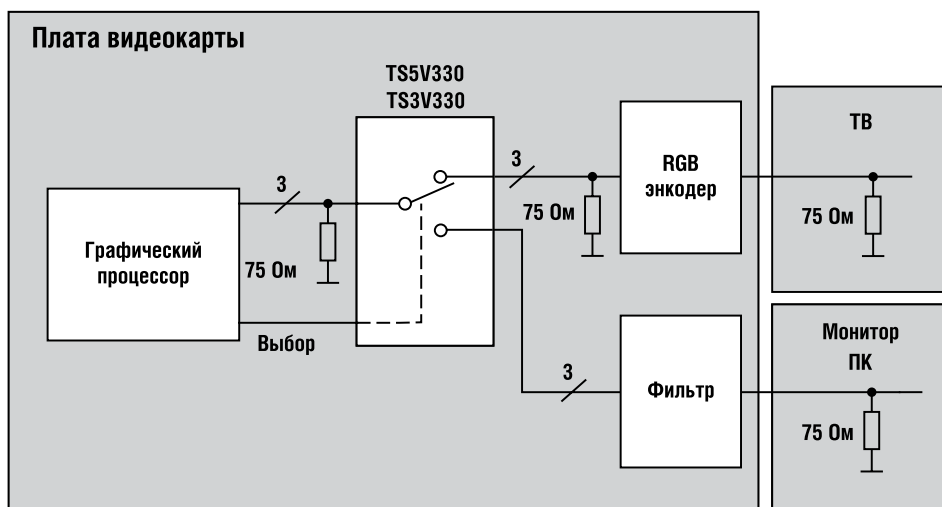 Плата видеокарты
TS5V330
TS3V330
3
75 Ом
Графический
процессор
Выбор
3
75 Ом
RGB
энкодер
3
Фильтр
ТВ
75 Ом
Монитор
ПК
75 Ом